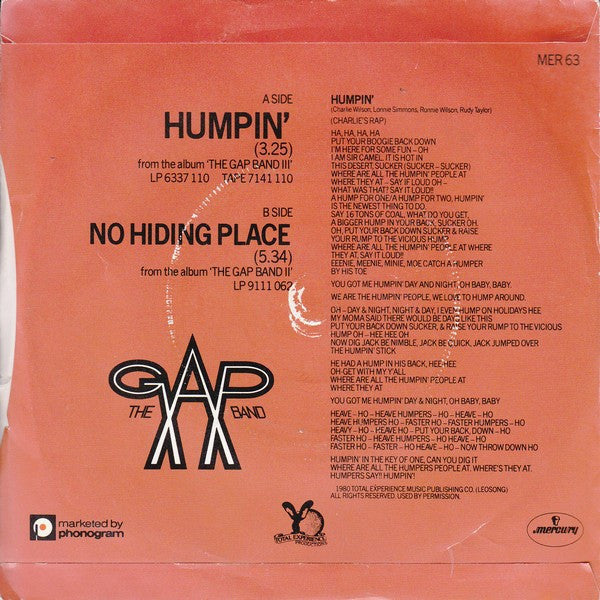 MER 63
A SIDE
HUMPIN'
(3.25)
from the album 'THE GAP BAND III'
LP 6337 110 TAPE 7141 110
B SIDE
NO HIDING PLACE
(5.34)
from the album 'THE GAP BAND II'
LP 9111 062
GAP
THE BAND
HUMPIN'
(Charlie Wilson, Lonnie Simmons, Ronnie Wilson, Rudy Taylor)
(CHARLIE'S RAP)
HA, HA, HA, HA
PUT YOUR BOOGIE BACK DOWN
I'M HERE FOR SOME FUN – OH
I AM SIR CAMEL, IT IS HOT IN
THIS DESERT, SUCKER (SUCKER – SUCKER)
WHERE ARE ALL THE HUMPIN' PEOPLE AT
WHERE THEY AT – SAY IF LOUD OH –
WHAT WAS THAT? SAY IT LOUD!!
A HUMP FOR ONE/A HUMP FOR TWO, HUMPIN'
IS THE NEWEST THING TO DO.
SAY 16 TONS OF COAL, WHAT DO YOU GET,
A BIGGER HUMP IN YOUR BACK, SUCKER OH.
OH, PUT YOUR BACK DOWN SUCKER & RAISE
YOUR RUMP TO THE VICIOUS HUMP
WHERE ARE ALL THE HUMPIN' PEOPLE AT WHERE
THEY AT, SAY IT LOUD!!
EEENIE, MEENIE, MINIE, MOE CATCH A HUMPER
BY HIS TOE
YOU GOT ME HUMPIN' DAY AND NIGHT, OH BABY, BABY.
WE ARE THE HUMPIN' PEOPLE, WE LOVE TO HUMP AROUND.
OH – DAY & NIGHT, NIGHT & DAY, I EVEN HUMP ON HOLIDAYS HEE
MY MOMA SAID THERE WOULD BE DAYS LIKE THIS
PUT YOUR BACK DOWN SUCKER, & RAISE YOUR RUMP TO THE VICIOUS
HUMP OH – HEE HEE OH
NOW DIG JACK BE NIMBLE, JACK BE QUICK, JACK JUMPED OVER
THE HUMPIN' STICK
HE HAD A HUMP IN HIS BACK, HEE-HEE
OH-GET WITH MY Y'ALL
WHERE ARE ALL THE HUMPIN' PEOPLE AT
WHERE THEY AT
YOU GOT ME HUMPIN' DAY & NIGHT, OH BABY, BABY
HEAVE – HO – HEAVE HUMPERS – HO – HEAVE – HO
HEAVE HUMPERS HO – FASTER HO – FASTER HUMPERS – HO
HEAVY – HO – HEAVE HO – PUT YOUR BACK, DOWN – HO
FASTER HO – HEAVE HUMPERS – HO HEAVE – HO
FASTER HO – FASTER HO – HEAVE – HO – NOW THROW DOWN HO
HUMPIN' IN THE KEY OF ONE, CAN YOU DIG IT
WHERE ARE ALL THE HUMPERS PEOPLE AT. WHERE'S THEY AT.
HUMPERS SAY!! HUMPIN'!
1980 TOTAL EXPERIENCE MUSIC PUBLISHING CO. (LEOSONG)
ALL RIGHTS RESERVED. USED BY PERMISSION.
marketed by
phonogram
TOTAL EXPERIENCE
PRODUCTIONS
mercury